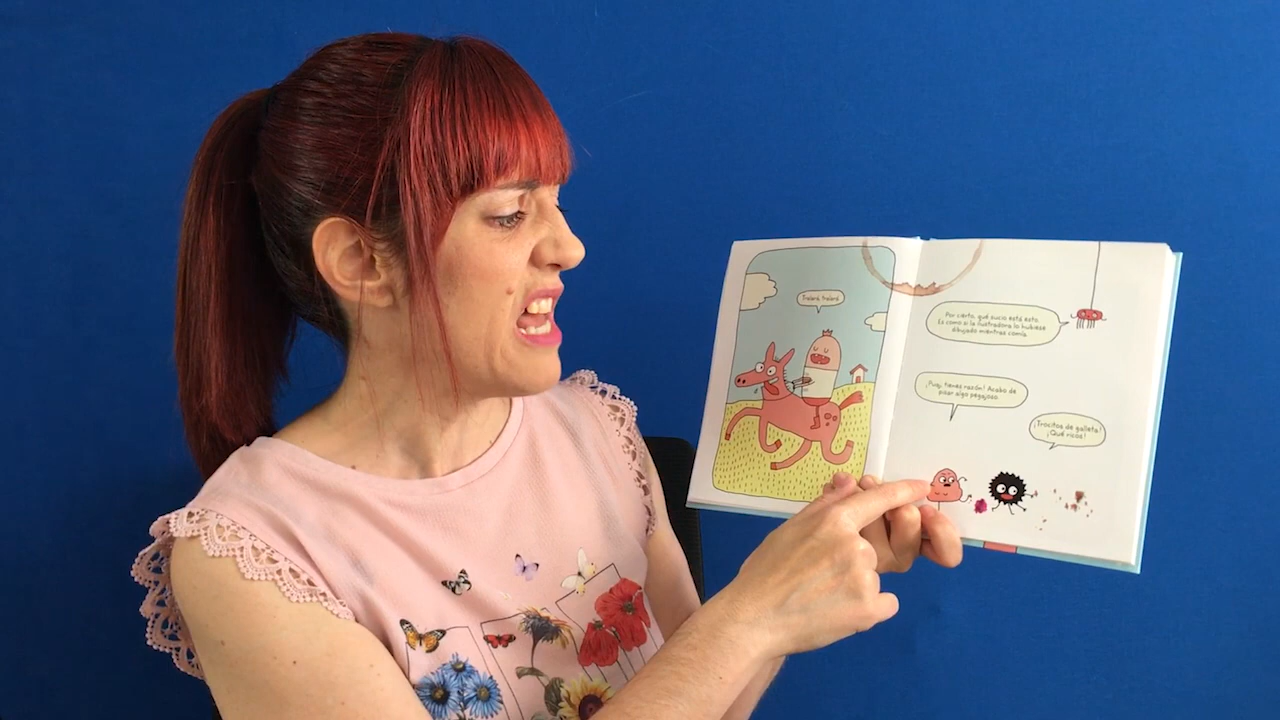 Tralará, tralará
Por cierto, qué sucio está esto.
Es como si la ilustradora lo hubiese
dibujado mientras comía.
¡Puaj, tienes razón! Acabo de
pisar algo pegajoso.
¡Trocitos de galleta!
¡Qué ricos!